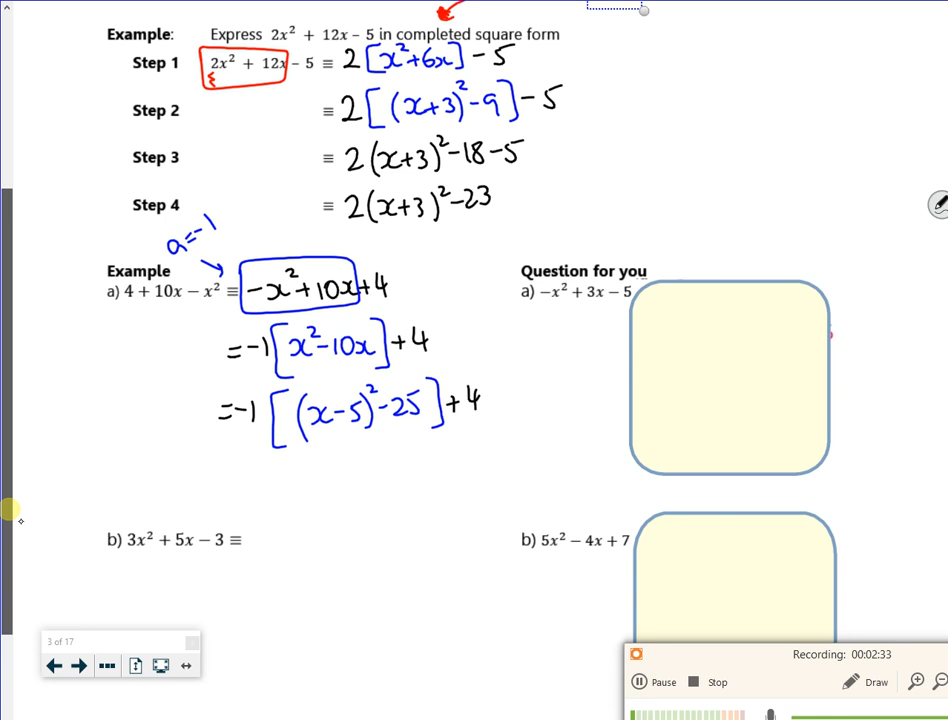 Example: Express 2x² + 12x – 5 in completed square form
Step 1 2x² + 12x – 5 ≡ 2[x²+6x] – 5
Step 2 ≡ 2[(x+3)²-9] – 5
Step 3 ≡ 2(x+3)²-18-5
Step 4 ≡ 2(x+3)²-23
a=-1
Example
a) 4 + 10x − x² ≡ -x²+10x+4
= -1[x²-10x]+4
= -1[(x-5)²-25]+4
b) 3x² + 5x − 3 ≡
Question for you
a) −x² + 3x − 5
b) 5x² − 4x + 7
3 of 17
Recording: 00:02:33
Pause Stop Draw